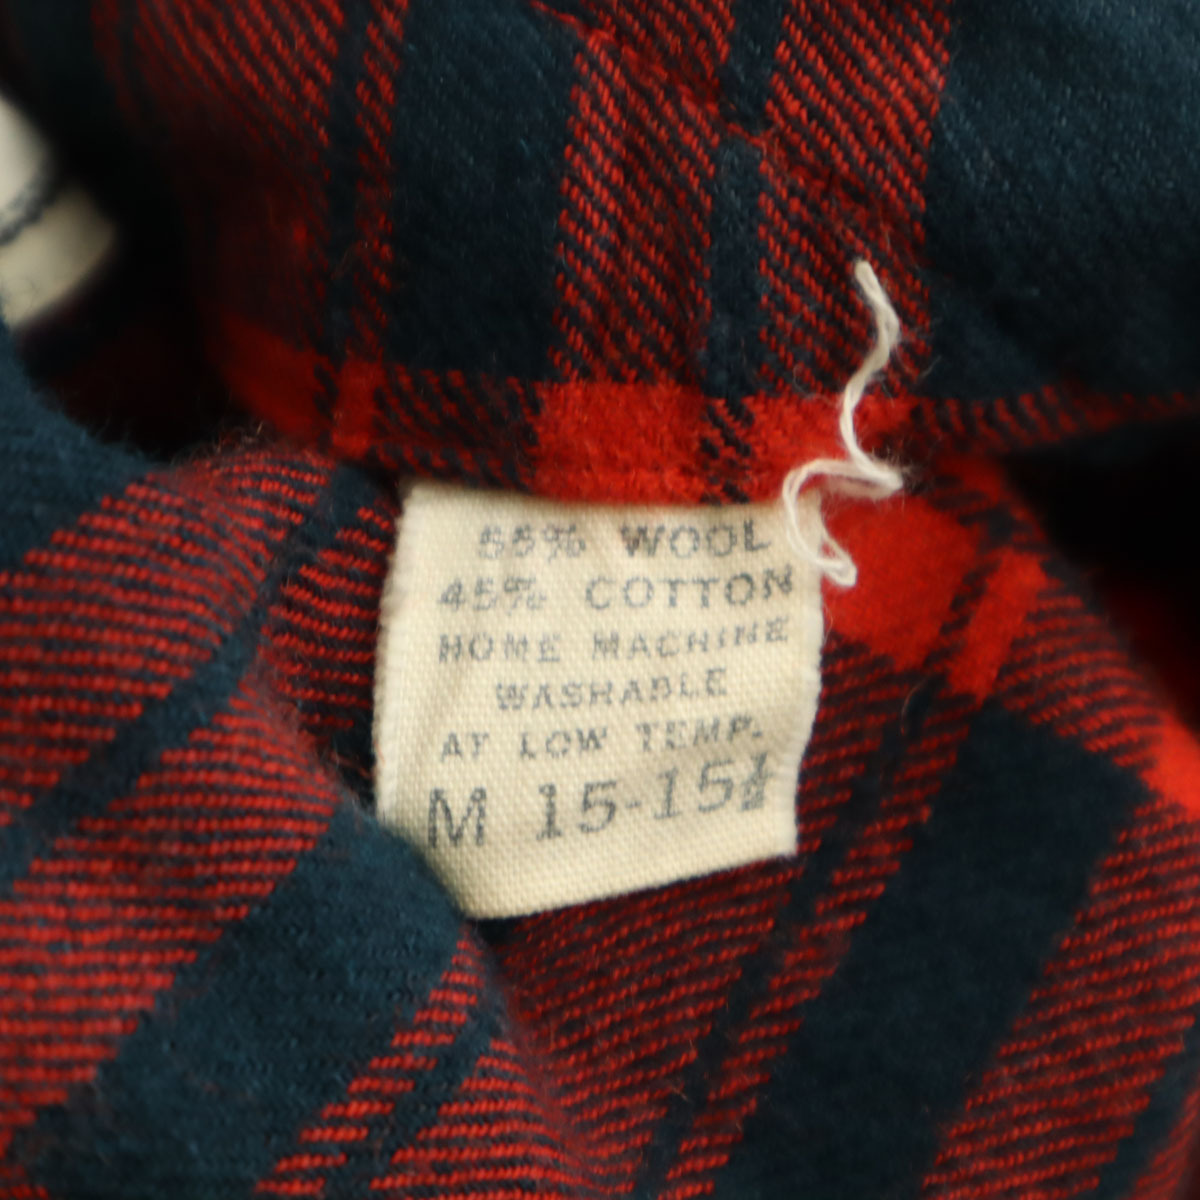 55% WOOL
45% COTTON
HOME MACHINE
WASHABLE
AT LOW TEMP.
M 15-15½